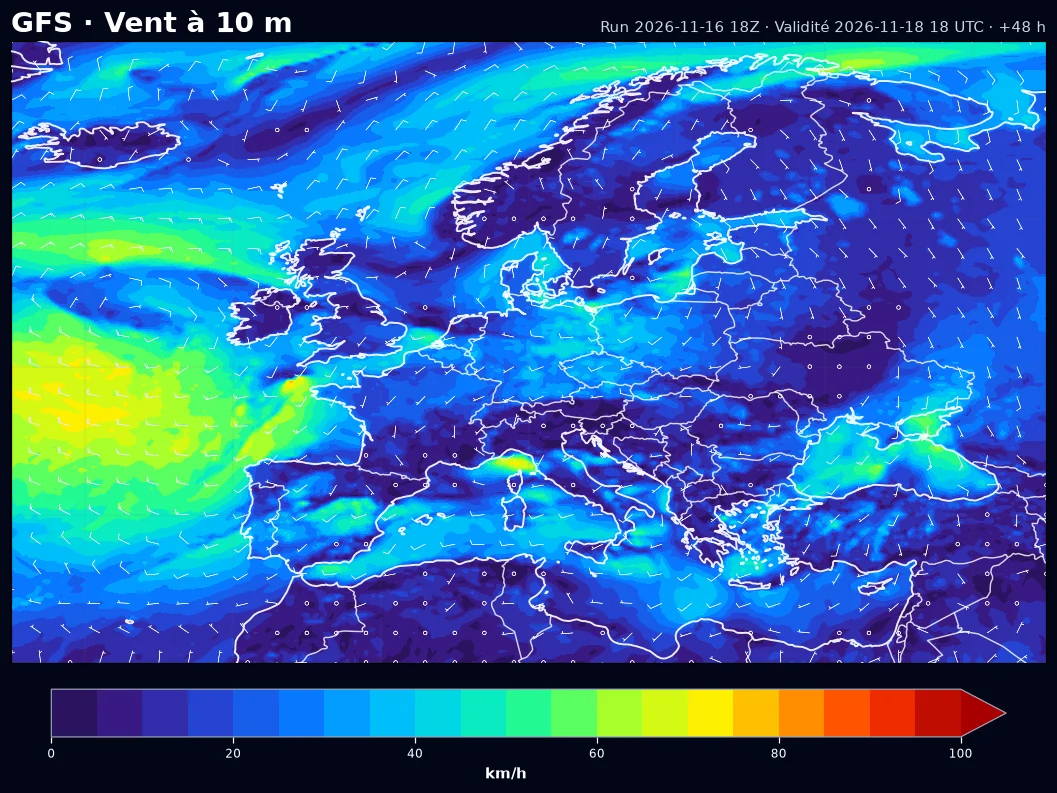 GFS · Vent à 10 m
Run 2026-11-16 18Z · Validité 2026-11-18 18 UTC · +48 h
0 20 40 60 80 100
km/h